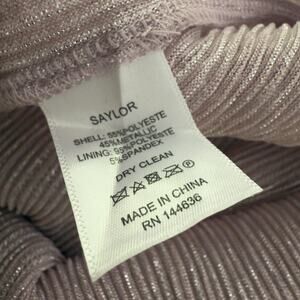 SAYLOR
SHELL: 55%POLYESTE
45%METALLIC
LINING: 95%POLYESTE
5%SPANDEX
DRY CLEAN
MADE IN CHINA
RN 144636